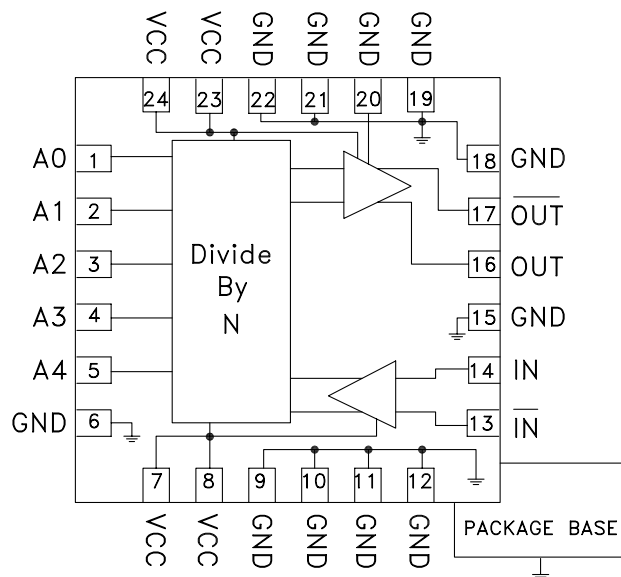 VCC VCC GND GND GND GND
24 23 22 21 20 19
A0 1 18 GND
A1 2 17 OUT
A2 3 16 OUT
A3 4 15 GND
A4 5 14 IN
GND 6 13 IN
Divide
By
N
7 8 9 10 11 12
VCC VCC GND GND GND GND
PACKAGE BASE